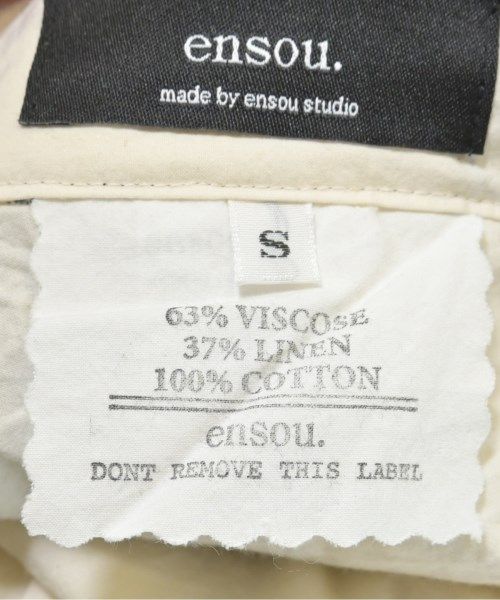 ensou.
made by ensou studio
S
63% VISCOSE
37% LINEN
100% COTTON
ensou.
DONT REMOVE THIS LABEL